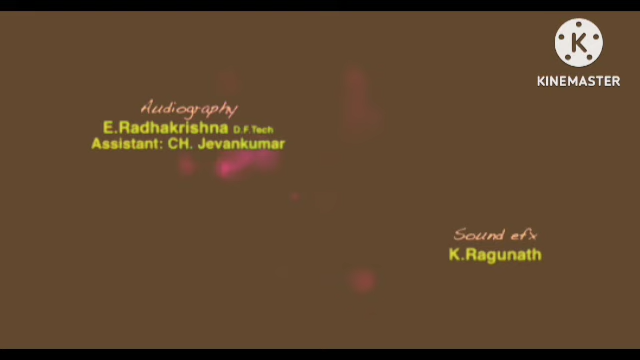 KINEMASTER
Audiography
E.Radhakrishna D.F.Tech
Assistant: CH. Jevankumar
Sound efx
K.Ragunath